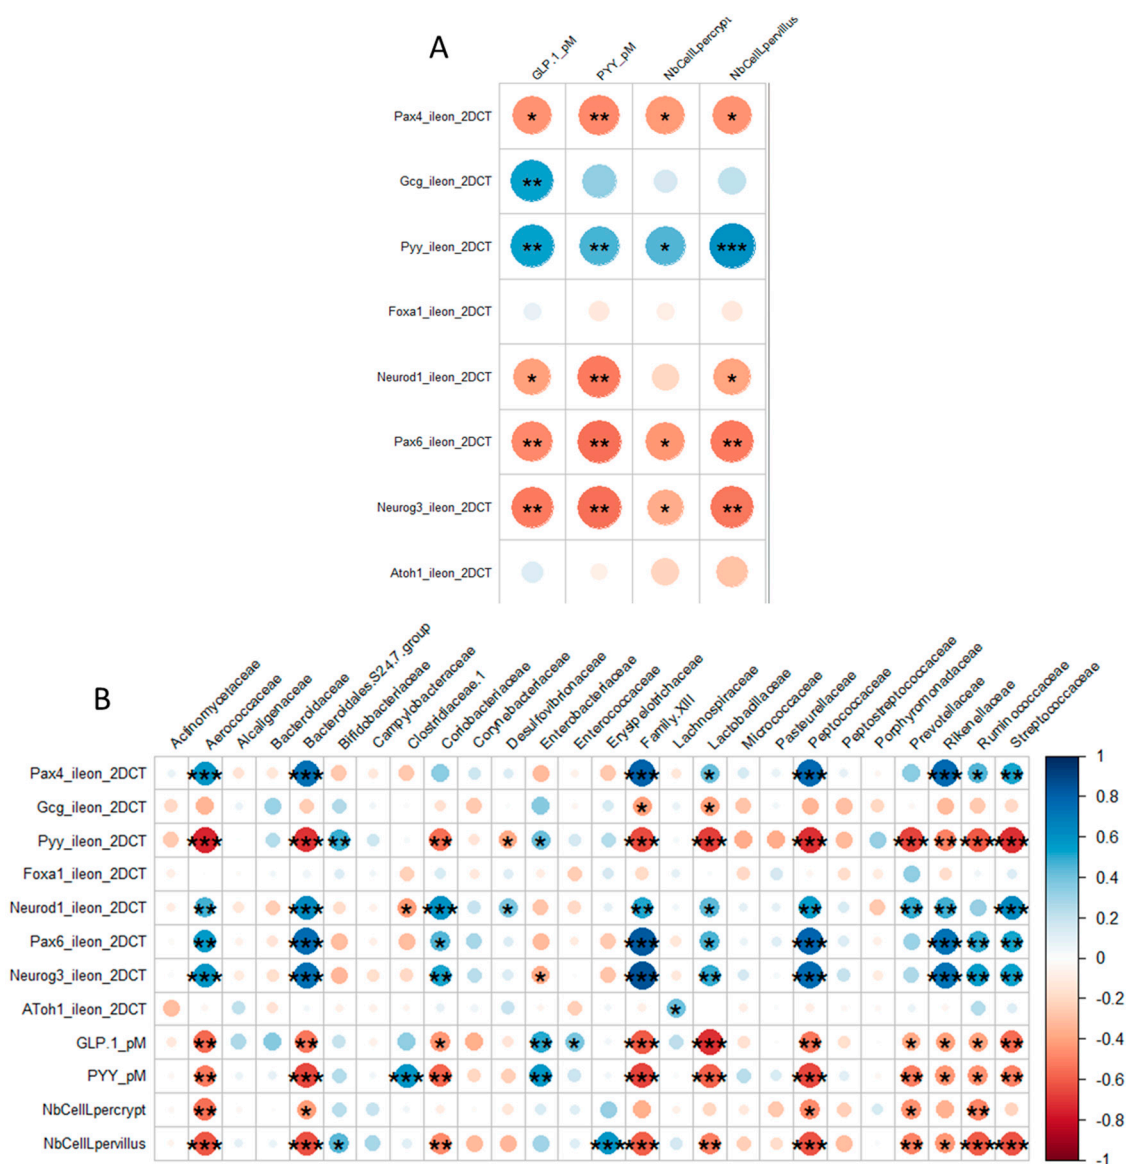 A
GLP.1_pM
PYY_pM
NbCellLpercrypt
NbCellLpervillus
Pax4_ileon_2DCT * ** * *
Gcg_ileon_2DCT **
Pyy_ileon_2DCT ** ** * ***
Foxa1_ileon_2DCT
Neurod1_ileon_2DCT * ** *
Pax6_ileon_2DCT ** ** * **
Neurog3_ileon_2DCT ** ** * **
Atoh1_ileon_2DCT
B
Actinomycetaceae
Aerococcaceae
Alcaligenaceae
Bacteroidaceae
Bacteroidales.S24.7.group
Bifidobacteriaceae
Campylobacteraceae
Clostridiaceae.1
Coriobacteriaceae
Corynebacteriaceae
Desulfovibrionaceae
Enterobacteriaceae
Enterococcaceae
Erysipelotrichaceae
Family.XIII
Lachnospiraceae
Lactobacillaceae
Micrococcaceae
Pasteurellaceae
Peptococcaceae
Peptostreptococcaceae
Porphyromonadaceae
Prevotellaceae
Rikenellaceae
Ruminococcaceae
Streptococcaceae
Pax4_ileon_2DCT *** *** *** * *** *** * **
Gcg_ileon_2DCT * *
Pyy_ileon_2DCT *** *** ** ** * * *** *** *** *** ** *** ***
Foxa1_ileon_2DCT
Neurod1_ileon_2DCT ** *** * *** * ** * ** ** ** ***
Pax6_ileon_2DCT ** *** * *** * *** *** ** **
Neurog3_ileon_2DCT *** *** ** * *** ** *** *** ** **
AToh1_ileon_2DCT *
GLP.1_pM ** ** * ** * *** *** ** * * * **
PYY_pM ** *** *** ** ** *** *** *** ** * * **
NbCellLpercrypt ** * * * **
NbCellLpervillus *** *** * ** *** *** ** *** ** * *** ***
1
0.8
0.6
0.4
0.2
0
-0.2
-0.4
-0.6
-0.8
-1